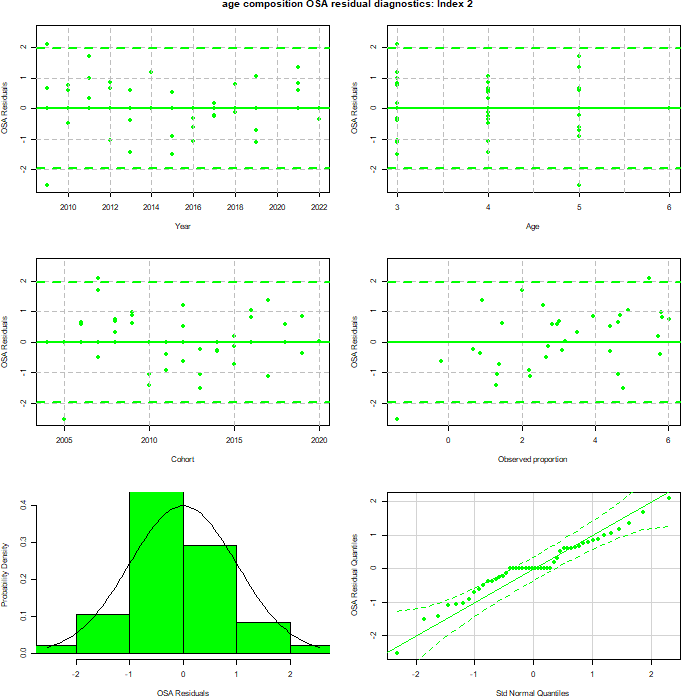 age composition OSA residual diagnostics: Index 2
OSA Residuals
2
1
0
-1
-2
2010 2012 2014 2016 2018 2020 2022
Year
OSA Residuals
2
1
0
-1
-2
3 4 5 6
Age
OSA Residuals
2
1
0
-1
-2
2005 2010 2015 2020
Cohort
OSA Residuals
2
1
0
-1
-2
0 2 4 6
Observed proportion
Probability Density
0.4
0.3
0.2
0.1
0.0
-2 -1 0 1 2
OSA Residuals
OSA Residual Quantiles
2
1
0
-1
-2
-2 -1 0 1 2
Std Normal Quantiles